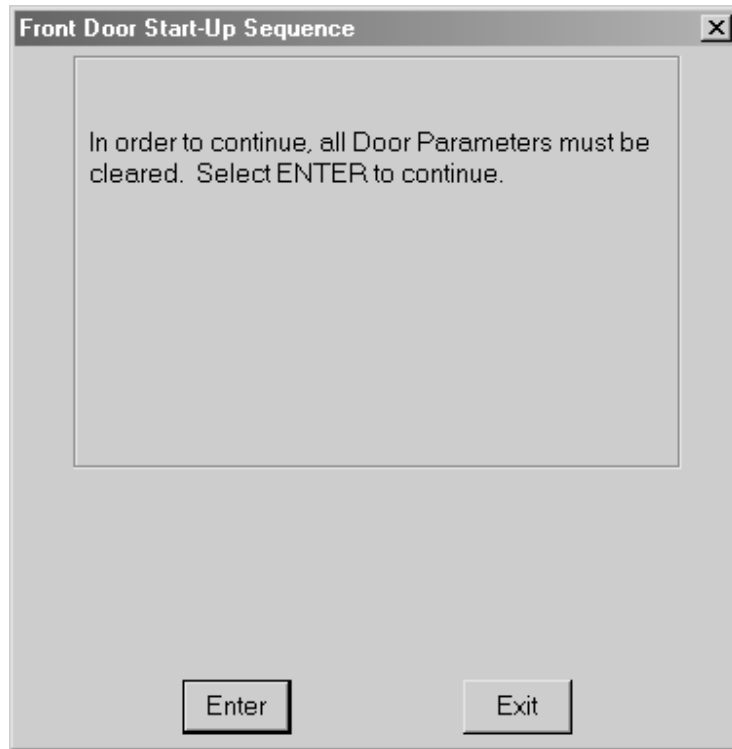 Front Door Start-Up Sequence
In order to continue, all Door Parameters must be
cleared.  Select ENTER to continue.
Enter
Exit